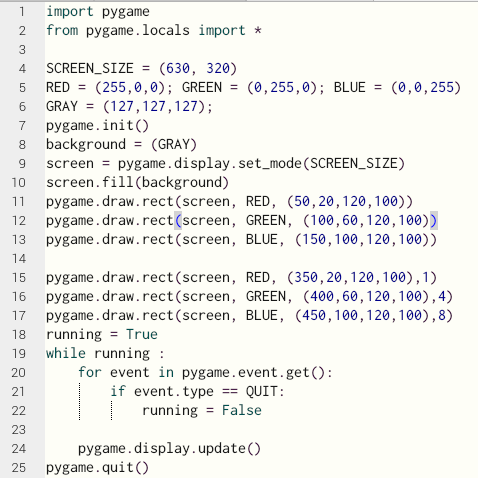 1 import pygame
2 from pygame.locals import *
3
4 SCREEN_SIZE = (630, 320)
5 RED = (255,0,0); GREEN = (0,255,0); BLUE = (0,0,255)
6 GRAY = (127,127,127);
7 pygame.init()
8 background = (GRAY)
9 screen = pygame.display.set_mode(SCREEN_SIZE)
10 screen.fill(background)
11 pygame.draw.rect(screen, RED, (50,20,120,100))
12 pygame.draw.rect(screen, GREEN, (100,60,120,100))
13 pygame.draw.rect(screen, BLUE, (150,100,120,100))
14
15 pygame.draw.rect(screen, RED, (350,20,120,100),1)
16 pygame.draw.rect(screen, GREEN, (400,60,120,100),4)
17 pygame.draw.rect(screen, BLUE, (450,100,120,100),8)
18 running = True
19 while running :
20     for event in pygame.event.get():
21         if event.type == QUIT:
22             running = False
23
24     pygame.display.update()
25 pygame.quit()